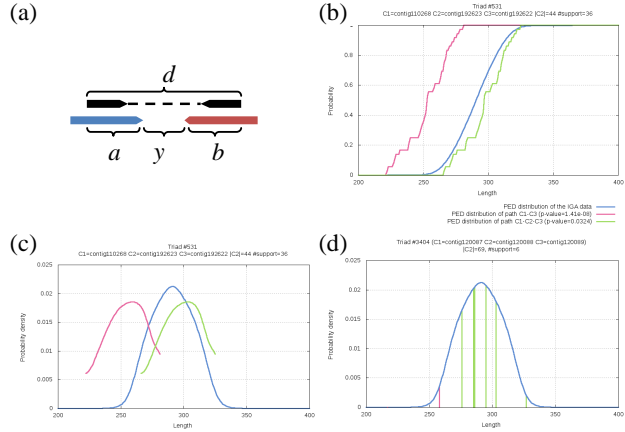 (a)
d
a
y
b
(b)
Triad #531
C1=contig110268 C2=contig192623 C3=contig192622 |C2|=44 #support=36
Probability
1
0.8
0.6
0.4
0.2
0
200
250
300
350
400
Length
PED distribution of the IGA data
PED distribution of path C1-C3 (p-value=1.41e-08)
PED distribution of path C1-C2-C3 (p-value=0.0324)
(c)
Triad #531
C1=contig110268 C2=contig192623 C3=contig192622 |C2|=44 #support=36
Probability density
0.025
0.02
0.015
0.01
0.005
0
200
250
300
350
400
Length
(d)
Triad #3404 (C1=contig120087 C2=contig120088 C3=contig120089)
|C2|=69, #support=6
Probability density
0.025
0.02
0.015
0.01
0.005
0
200
250
300
350
400
Length